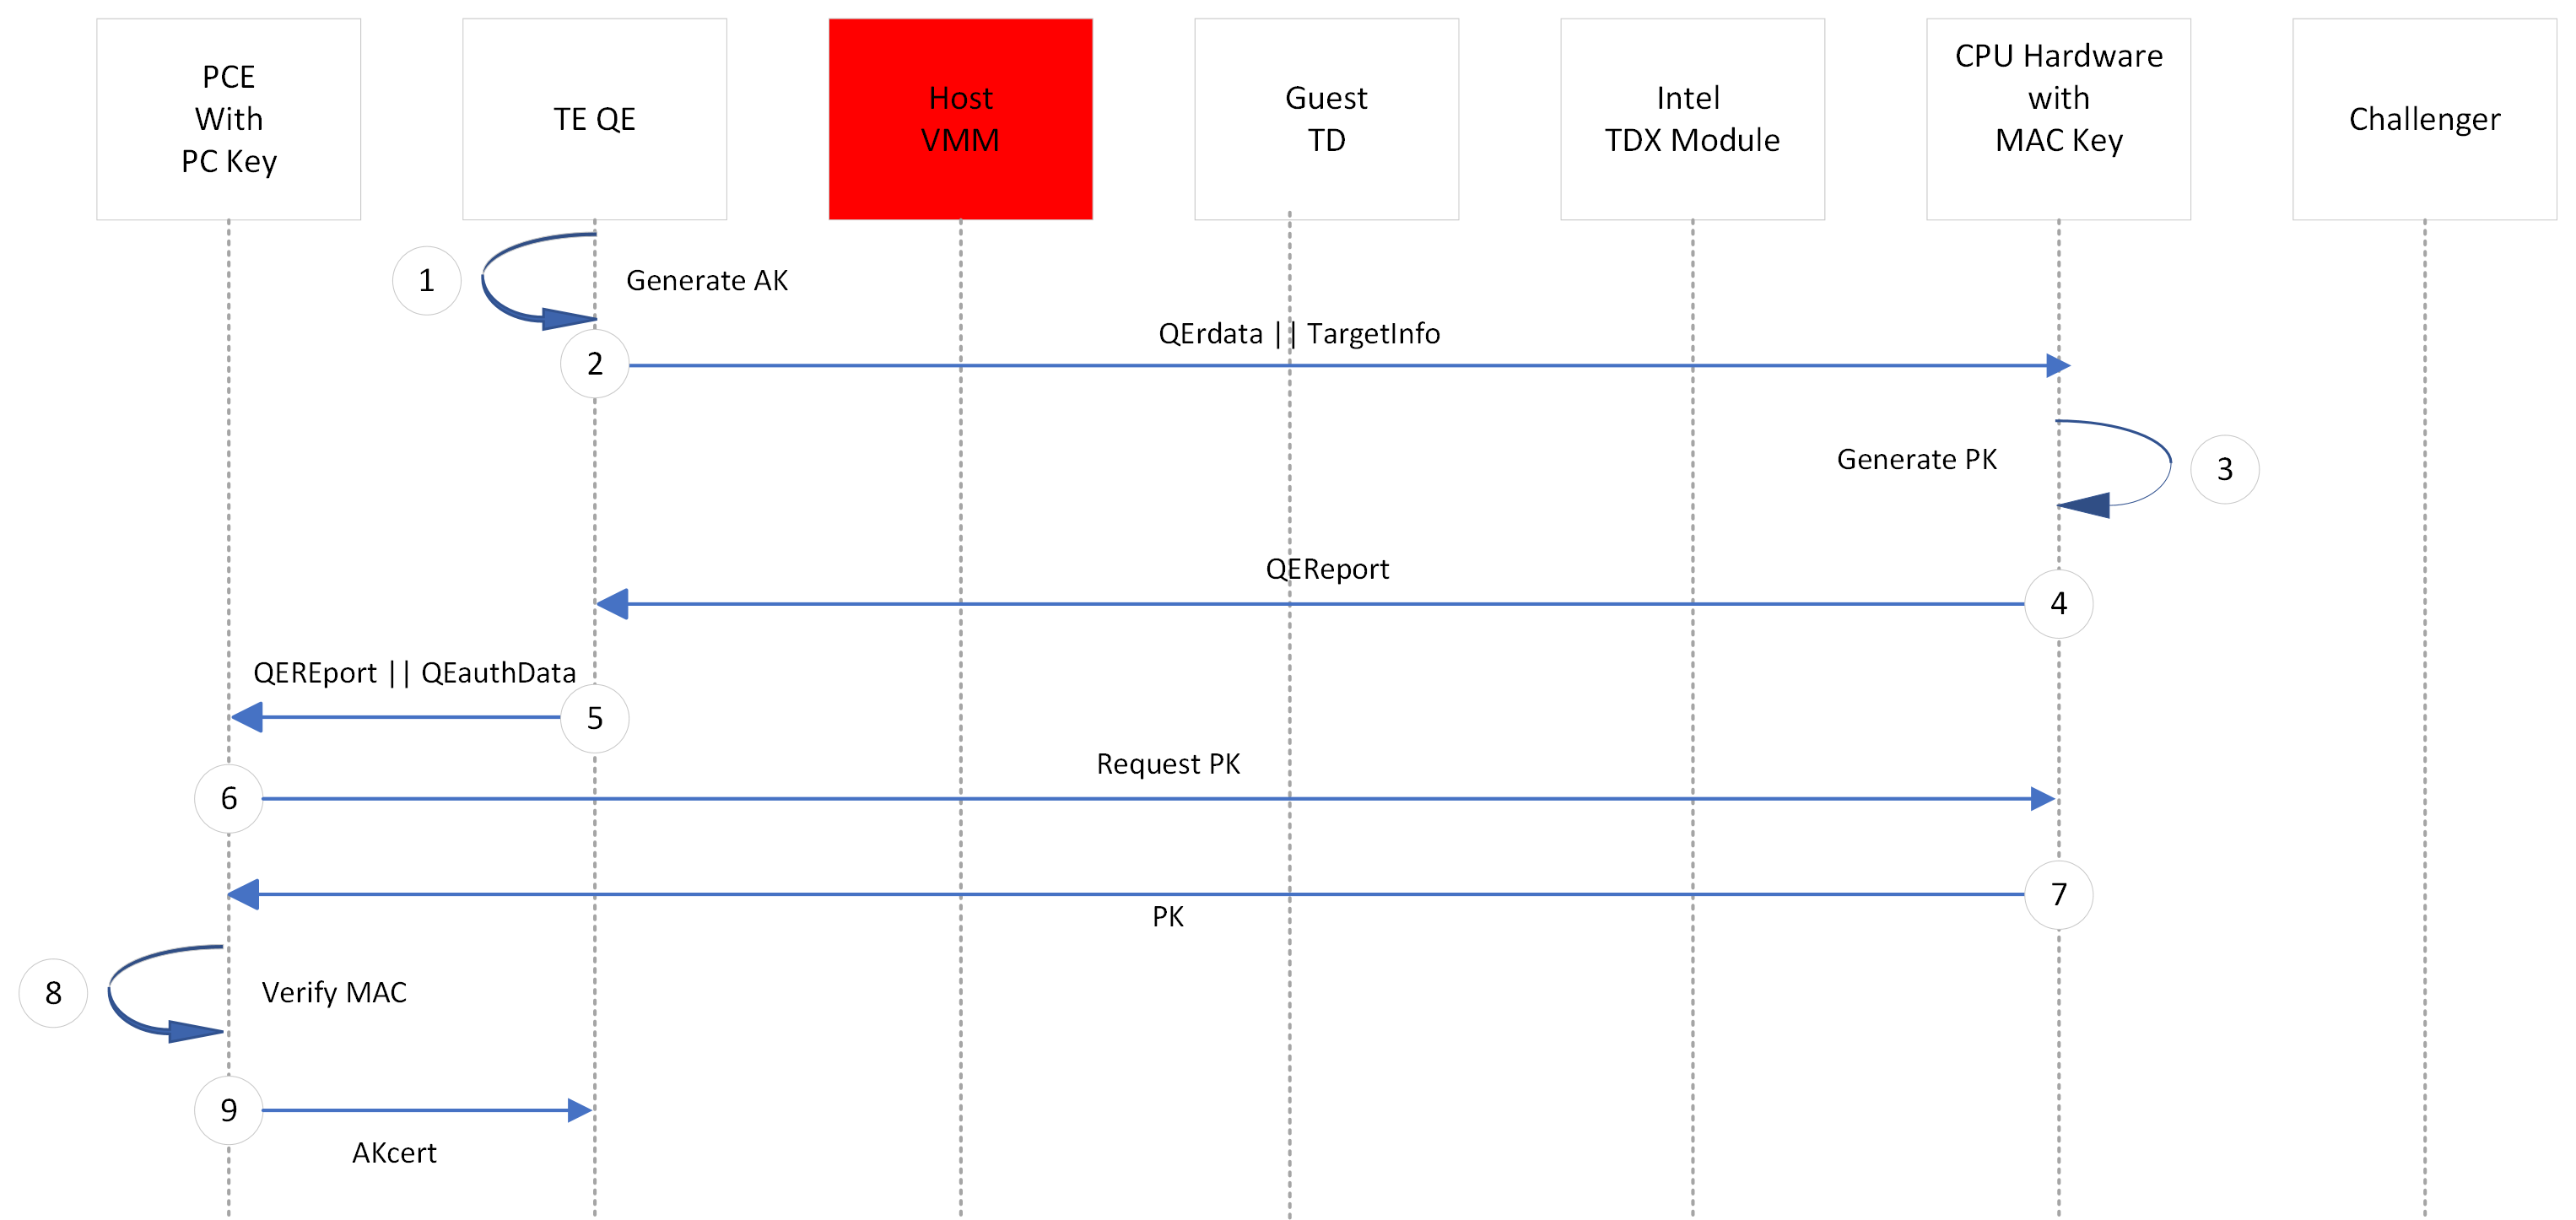 PCE
With
PC Key
TE QE
Host
VMM
Guest
TD
Intel
TDX Module
CPU Hardware
with
MAC Key
Challenger
1
Generate AK
QErdata || TargetInfo
2
Generate PK
3
QEReport
4
QEREport || QEauthData
5
Request PK
6
7
PK
8
Verify MAC
9
AKcert